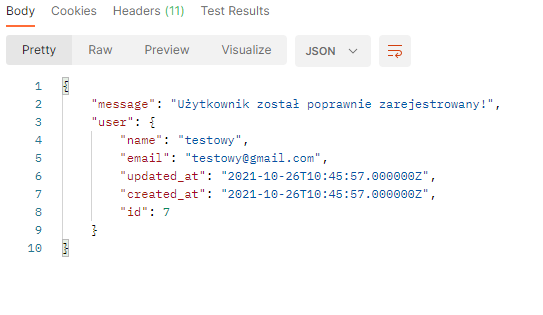 Body Cookies Headers (11) Test Results
Pretty Raw Preview Visualize JSON
1 {
2 "message": "Użytkownik został poprawnie zarejestrowany!",
3 "user": {
4 "name": "testowy",
5 "email": "testowy@gmail.com",
6 "updated_at": "2021-10-26T10:45:57.000000Z",
7 "created_at": "2021-10-26T10:45:57.000000Z",
8 "id": 7
9 }
10 }